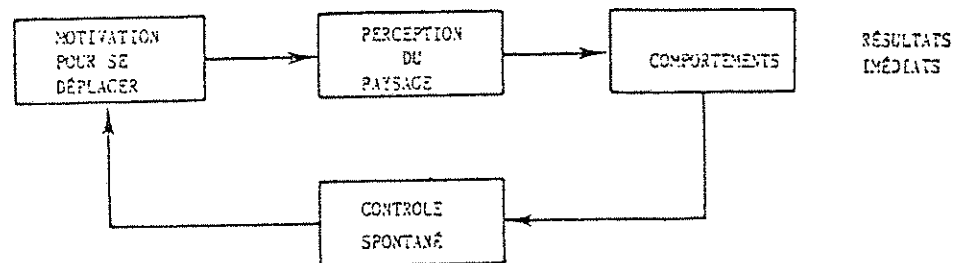 MOTIVATION
POUR SE
DÉPLACER
PERCEPTION
DU
PAYSAGE
COMPORTEMENTS
RÉSULTATS
IMÉDIATS
CONTROLE
SPONTANÉ